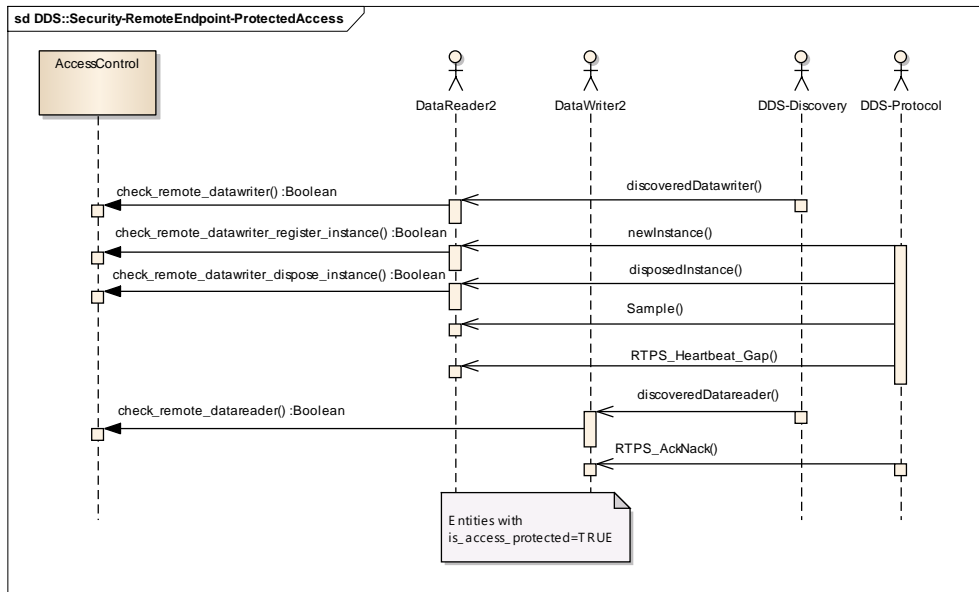 sd DDS::Security-RemoteEndpoint-ProtectedAccess
AccessControl
DataReader2
DataWriter2
DDS-Discovery
DDS-Protocol
check_remote_datawriter() :Boolean
discoveredDatawriter()
check_remote_datawriter_register_instance() :Boolean
newInstance()
check_remote_datawriter_dispose_instance() :Boolean
disposedInstance()
Sample()
RTPS_Heartbeat_Gap()
check_remote_datareader() :Boolean
discoveredDatareader()
RTPS_AckNack()
Entities with
is_access_protected=TRUE